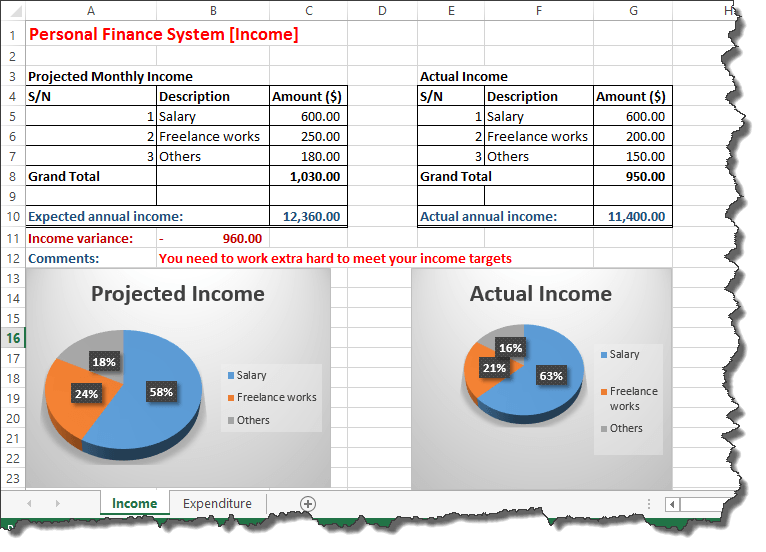 A B C D E F G H
1 Personal Finance System [Income]
2
3 Projected Monthly Income Actual Income
4 S/N Description Amount ($) S/N Description Amount ($)
5 1 Salary 600.00 1 Salary 600.00
6 2 Freelance works 250.00 2 Freelance works 200.00
7 3 Others 180.00 3 Others 150.00
8 Grand Total 1,030.00 Grand Total 950.00
9
10 Expected annual income: 12,360.00 Actual annual income: 11,400.00
11 Income variance: - 960.00
12 Comments: You need to work extra hard to meet your income targets
13
14
15
16
17
18
19
20
21
22
23
Projected Income
18%
24%
58%
Salary
Freelance works
Others
Actual Income
16%
21%
63%
Salary
Freelance
works
Others
Income Expenditure